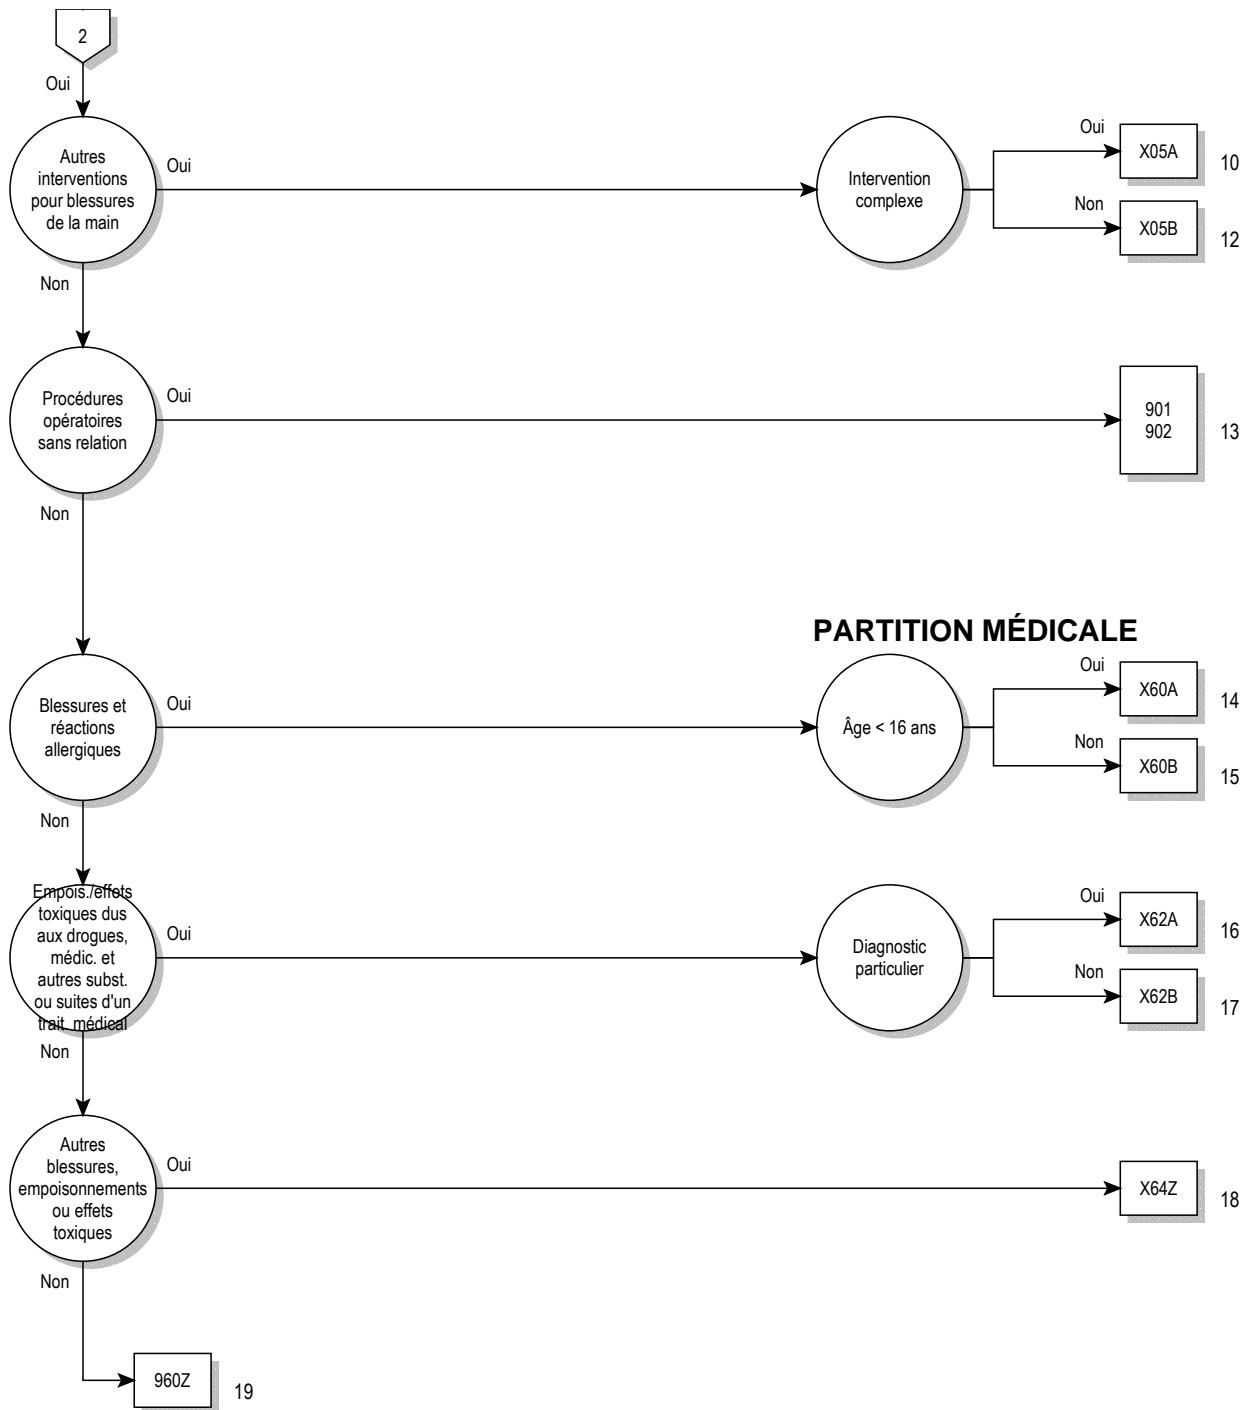 2
Oui
Autres
interventions
pour blessures
de la main
Oui
Intervention
complexe
Oui
X05A
10
Non
X05B
12
Non
Procédures
opératoires
sans relation
Oui
901
902
13
Non
PARTITION MÉDICALE
Blessures et
réactions
allergiques
Oui
Âge < 16 ans
Oui
X60A
14
Non
X60B
15
Non
Empois./effets
toxiques dus
aux drogues,
médic. et
autres subst.
ou suites d'un
trait. médical
Oui
Diagnostic
particulier
Oui
X62A
16
Non
X62B
17
Non
Autres
blessures,
empoisonnements
ou effets
toxiques
Oui
X64Z
18
Non
960Z
19